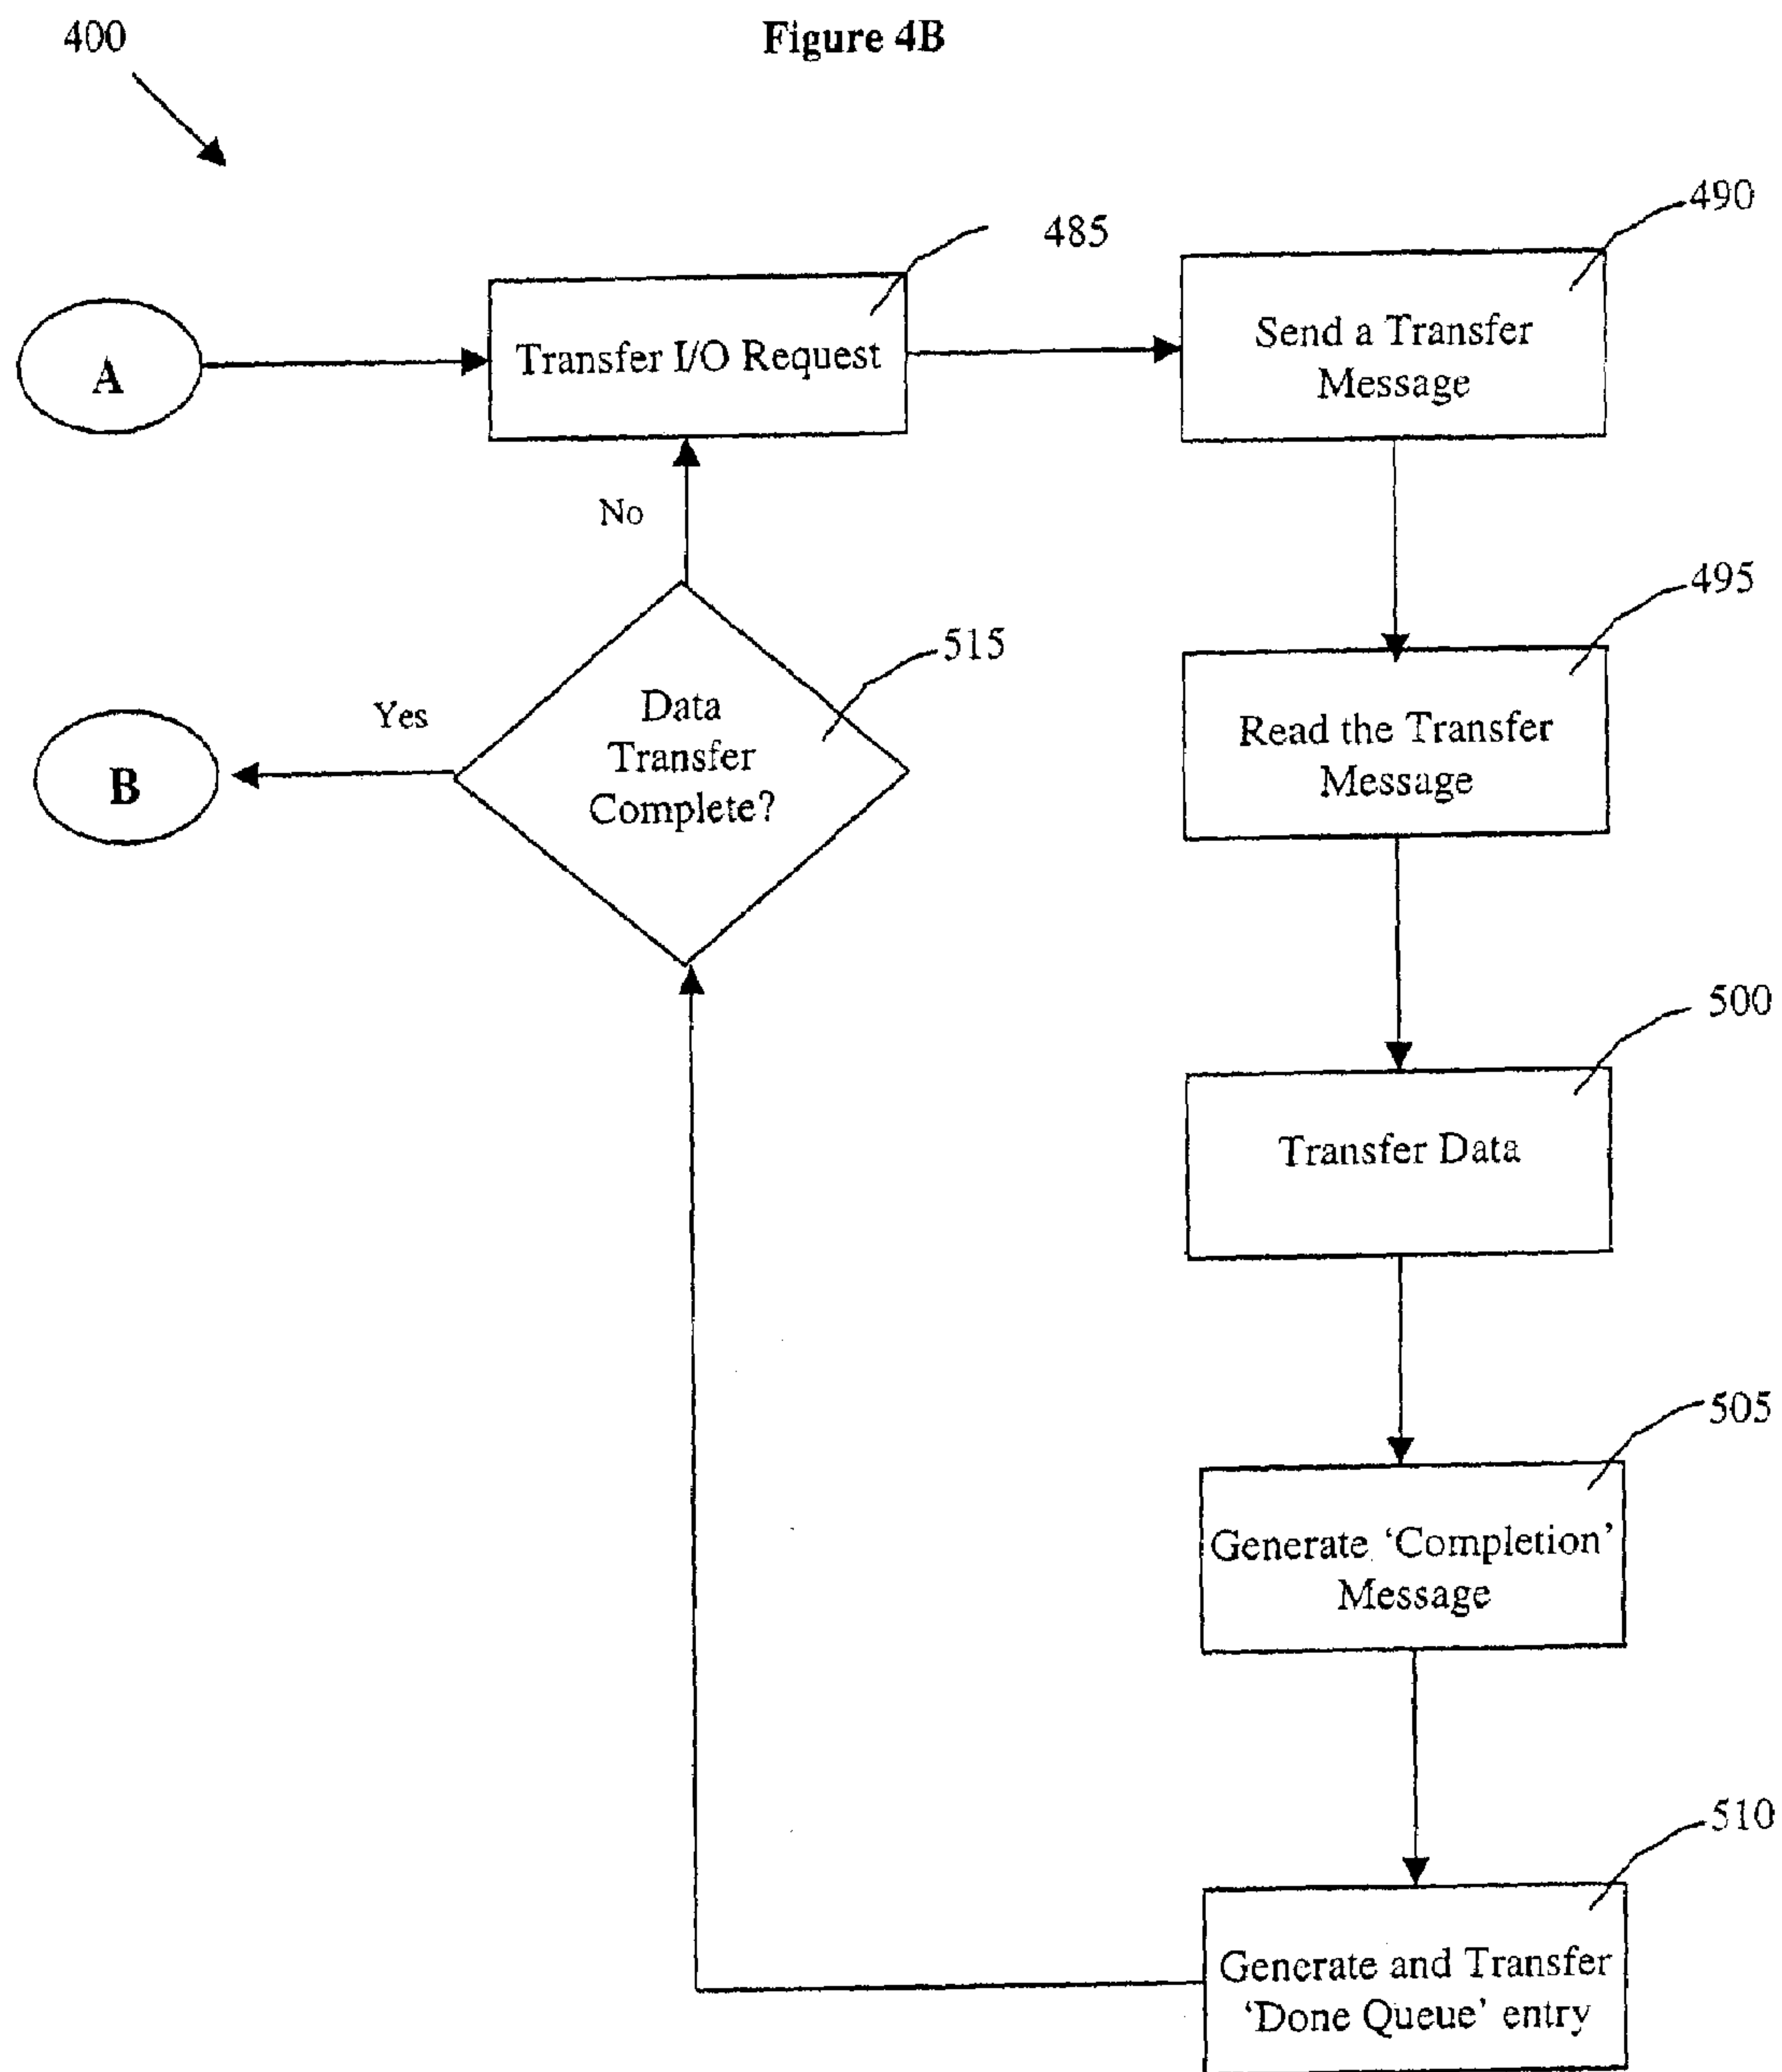 400
Figure 4B
490
485
A
Transfer I/O Request
Send a Transfer
Message
No
495
515
Data
Transfer
Complete?
Yes
B
Read the Transfer
Message
500
Transfer Data
505
Generate ‘Completion’
Message
510
Generate and Transfer
‘Done Queue’ entry